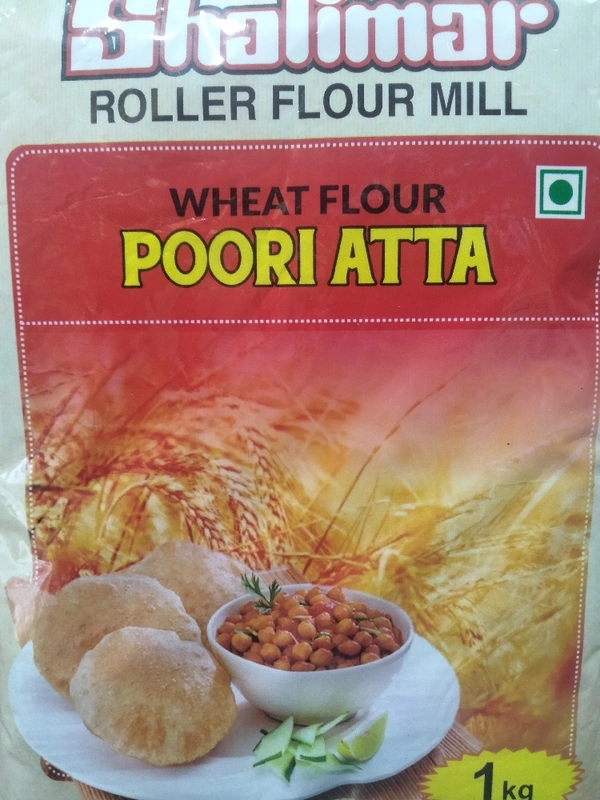 Shalimar
ROLLER FLOUR MILL
WHEAT FLOUR
POORI ATTA
1kg